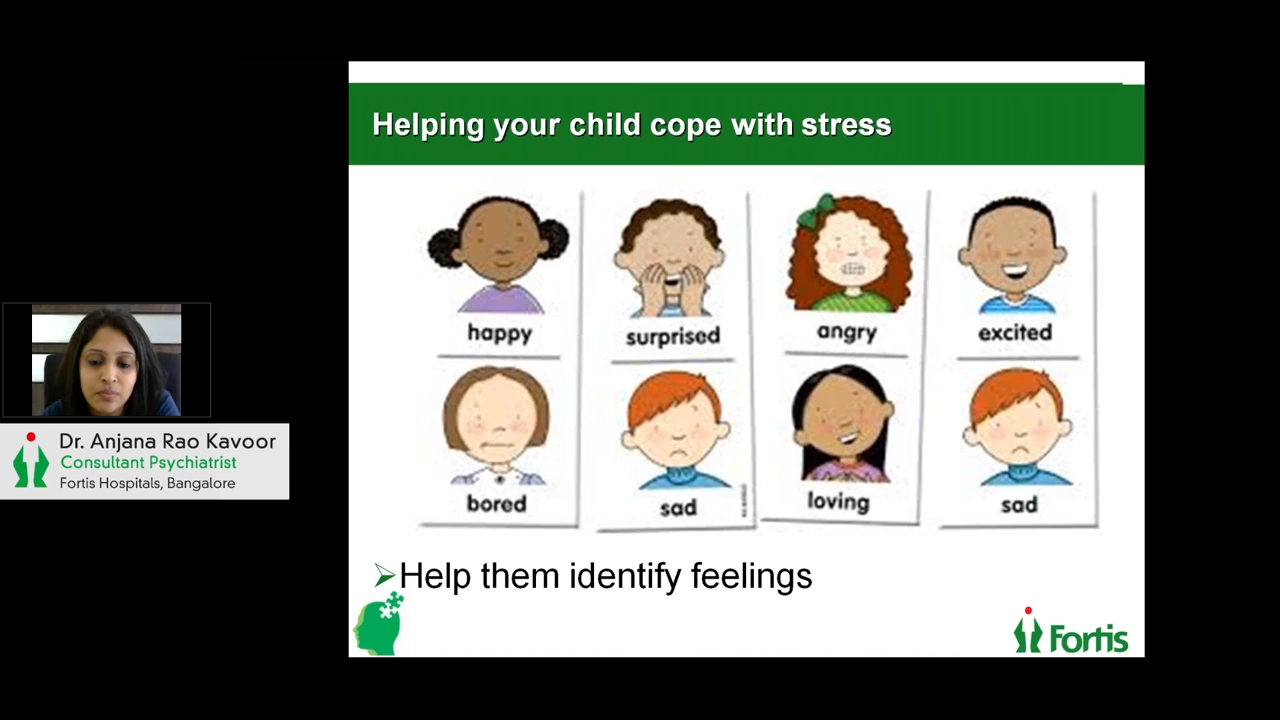 Helping your child cope with stress
happy surprised angry excited
bored sad loving sad
Help them identify feelings
Fortis
Dr. Anjana Rao Kavoor
Consultant Psychiatrist
Fortis Hospitals, Bangalore